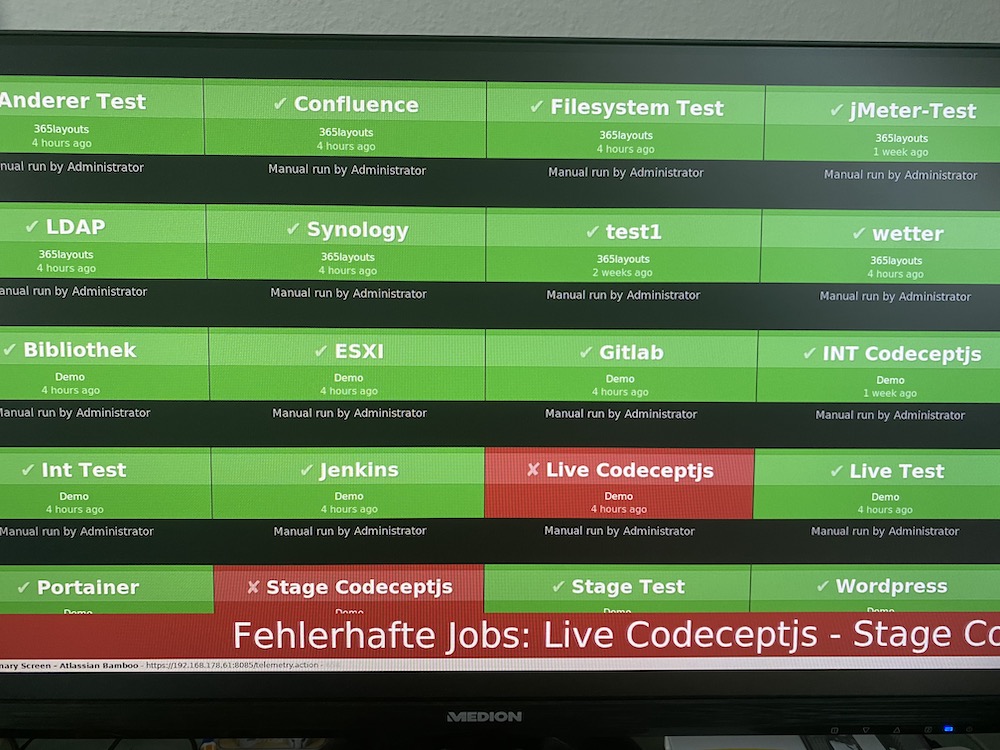 Anderer Test
365layouts
4 hours ago
nual run by Administrator
✓ Confluence
365layouts
4 hours ago
Manual run by Administrator
✓ Filesystem Test
365layouts
4 hours ago
Manual run by Administrator
✓ jMeter-Test
365layouts
1 week ago
Manual run by Administrator
✓ LDAP
365layouts
4 hours ago
anual run by Administrator
✓ Synology
365layouts
4 hours ago
Manual run by Administrator
✓ test1
365layouts
2 weeks ago
Manual run by Administrator
✓ wetter
365layouts
4 hours ago
Manual run by Administrator
✓ Bibliothek
Demo
4 hours ago
Manual run by Administrator
✓ ESXI
Demo
4 hours ago
Manual run by Administrator
✓ Gitlab
Demo
4 hours ago
Manual run by Administrator
✓ INT Codeceptjs
Demo
1 week ago
Manual run by Administrator
✓ Int Test
Demo
4 hours ago
Manual run by Administrator
✓ Jenkins
Demo
4 hours ago
Manual run by Administrator
✘ Live Codeceptjs
Demo
4 hours ago
Manual run by Administrator
✓ Live Test
Demo
4 hours ago
Manual run by Administrator
✓ Portainer
Demo
✘ Stage Codeceptjs
Demo
✓ Stage Test
Demo
✓ Wordpress
Demo
Fehlerhafte Jobs: Live Codeceptjs - Stage Co
nary Screen – Atlassian Bamboo - https://192.168.178.61:8085/telemetry.action -
MEDION